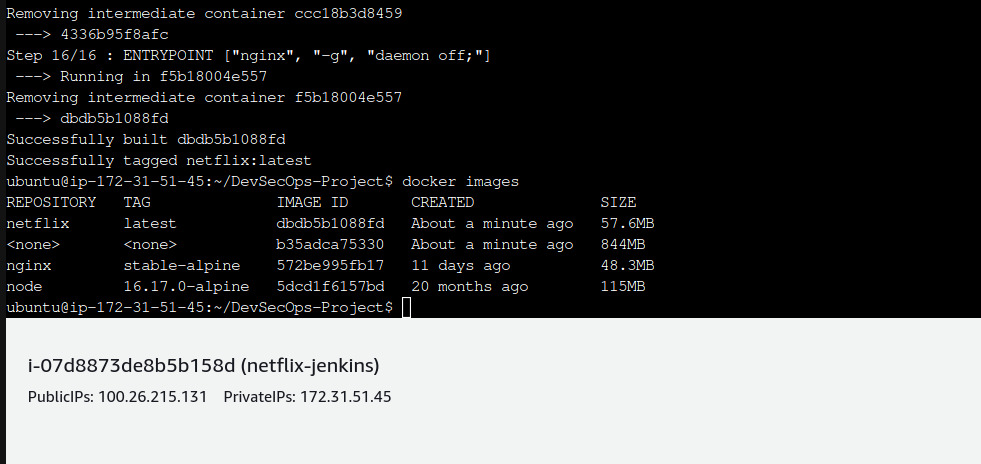 Removing intermediate container ccc18b3d8459
---> 4336b95f8afc
Step 16/16 : ENTRYPOINT ["nginx", "-g", "daemon off;"]
---> Running in f5b18004e557
Removing intermediate container f5b18004e557
---> dbdb5b1088fd
Successfully built dbdb5b1088fd
Successfully tagged netflix:latest
ubuntu@ip-172-31-51-45:~/DevSecOps-Project$ docker images
REPOSITORY TAG IMAGE ID CREATED SIZE
netflix latest dbdb5b1088fd About a minute ago 57.6MB
<none> <none> b35adca75330 About a minute ago 844MB
nginx stable-alpine 572be995fb17 11 days ago 48.3MB
node 16.17.0-alpine 5dcd1f6157bd 20 months ago 115MB
ubuntu@ip-172-31-51-45:~/DevSecOps-Project$
i-07d8873de8b5b158d (netflix-jenkins)
PublicIPs: 100.26.215.131 PrivateIPs: 172.31.51.45